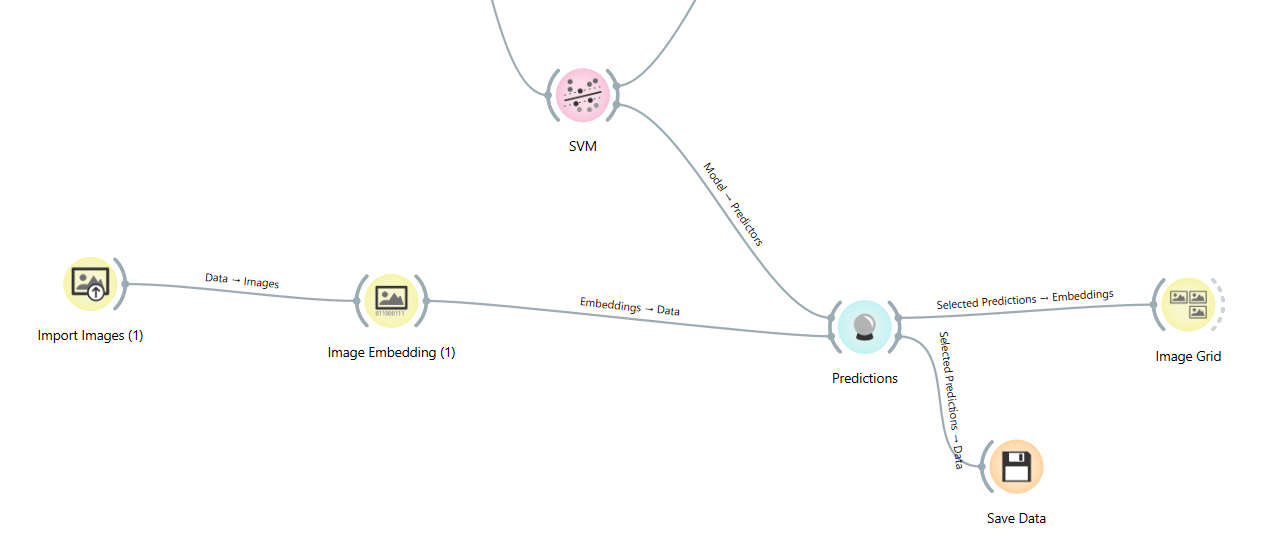 SVM
Model → Predictors
Data → Images
Import Images (1)
Embeddings → Data
Image Embedding (1)
Selected Predictions → Embeddings
Image Grid
Predictions
Selected Predictions → Data
Save Data
011000111